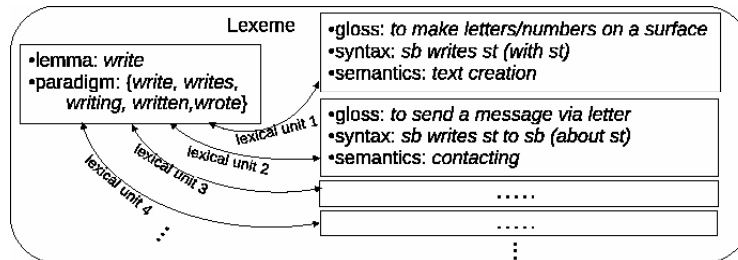 Lexeme
•lemma: write
•paradigm: {write, writes,
writing, written,wrote}
•gloss: to make letters/numbers on a surface
•syntax: sb writes st (with st)
•semantics: text creation
•gloss: to send a message via letter
•syntax: sb writes st to sb (about st)
•semantics: contacting
.....
.....
⋮
lexical unit 1
lexical unit 2
lexical unit 3
lexical unit 4
...